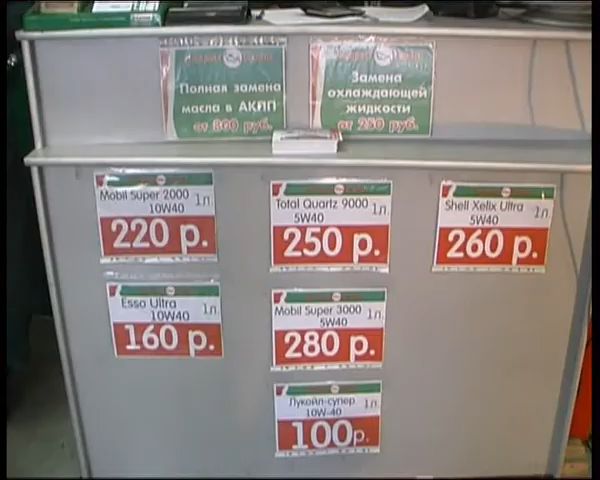 Полная замена
масла в АКПП
от 800 руб.
Замена
охлаждающей
жидкости
от 250 руб.
Mobil Super 2000
10W40 1л.
220 р.
Total Quartz 9000
5W40 1л.
250 р.
Shell Xelix Ultra
5W40 1л.
260 р.
Esso Ultra
10W40 1л.
160 р.
Mobil Super 3000
5W40 1л.
280 р.
Лукойл-супер
10W-40 1л.
100р.